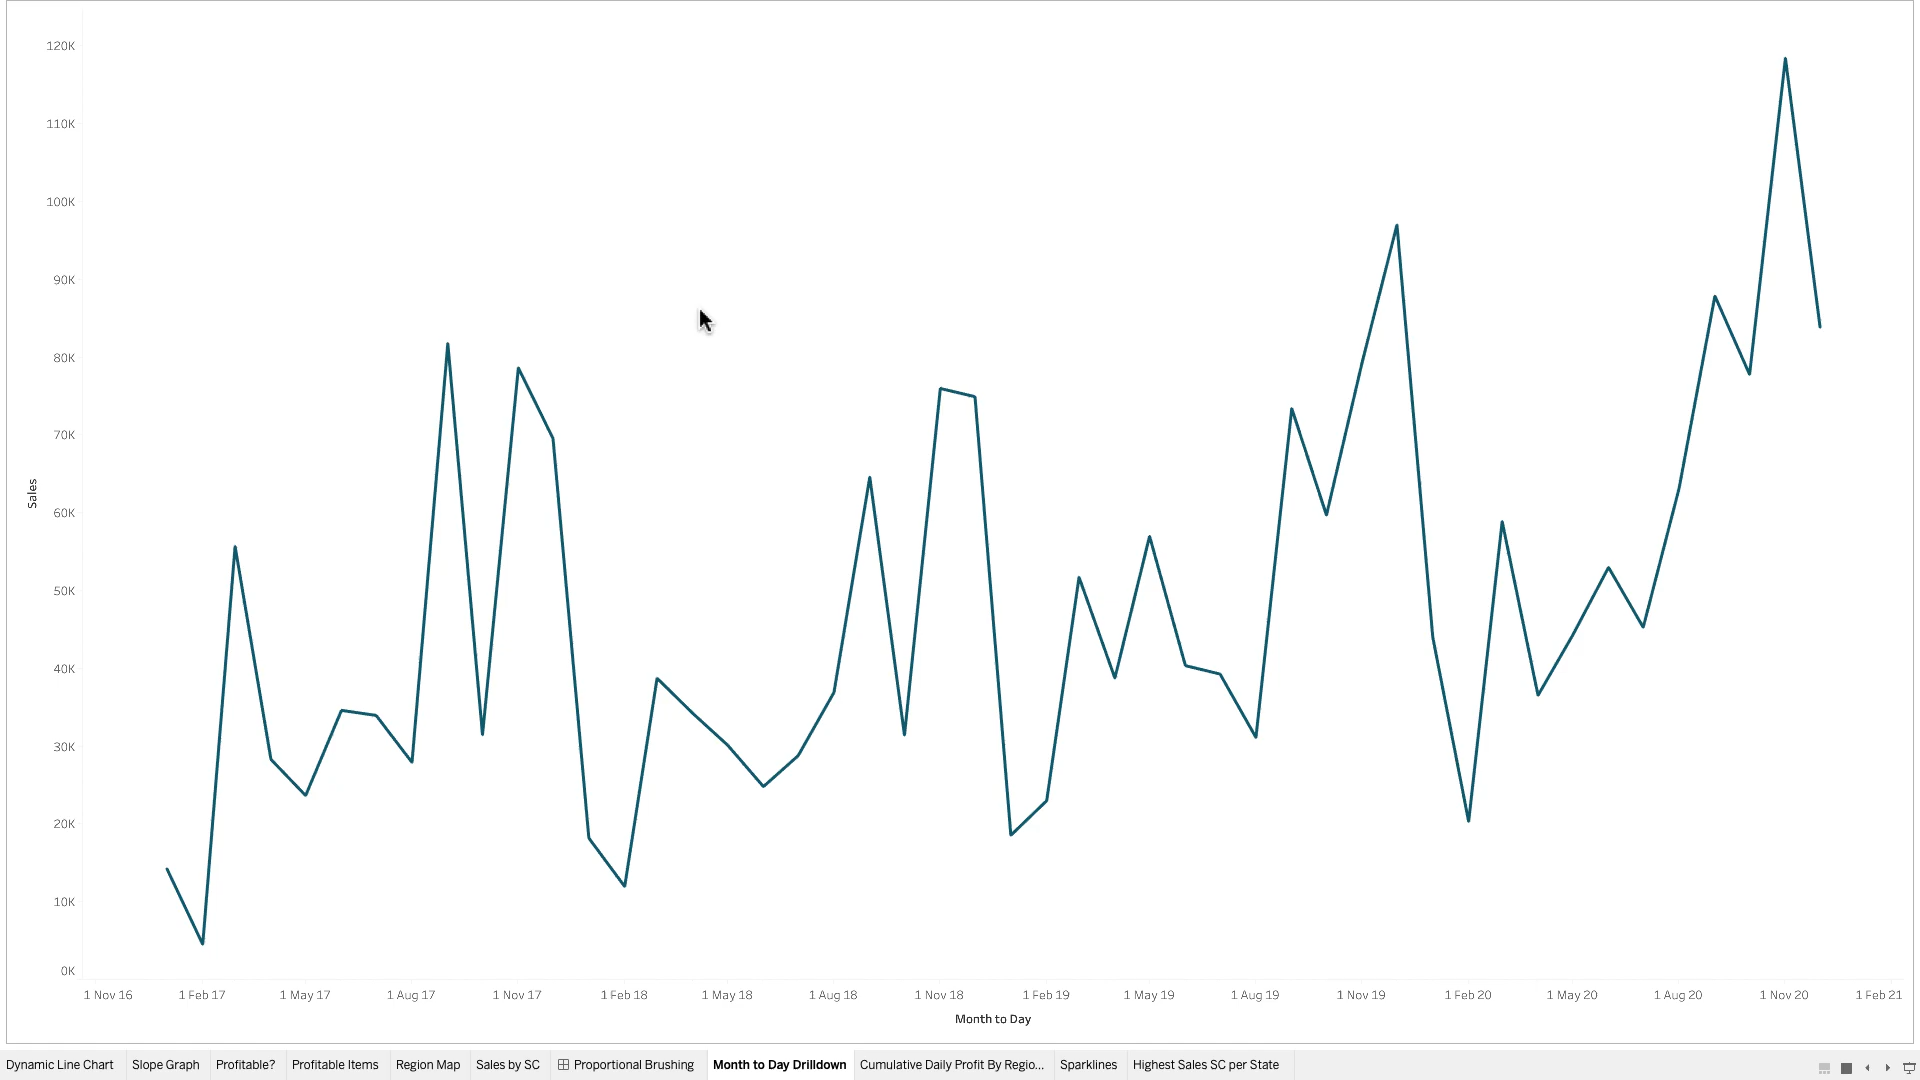 120K
110K
100K
90K
80K
70K
60K
50K
40K
30K
20K
10K
0K
Sales
1 Nov 16 1 Feb 17 1 May 17 1 Aug 17 1 Nov 17 1 Feb 18 1 May 18 1 Aug 18 1 Nov 18 1 Feb 19 1 May 19 1 Aug 19 1 Nov 19 1 Feb 20 1 May 20 1 Aug 20 1 Nov 20 1 Feb 21
Month to Day
Dynamic Line Chart Slope Graph Profitable? Profitable Items Region Map Sales by SC Proportional Brushing Month to Day Drilldown Cumulative Daily Profit By Regio... Sparklines Highest Sales SC per State